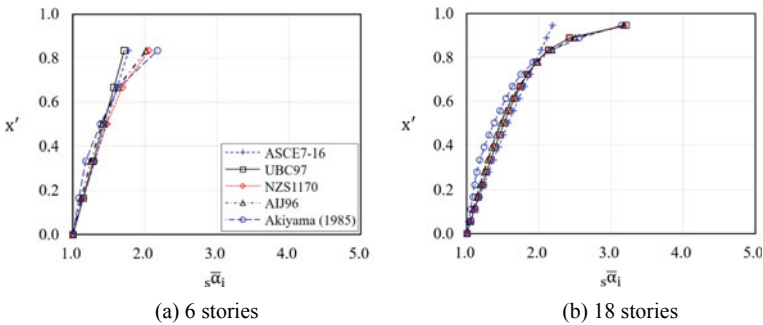 1.0
0.8
0.6
0.4
0.2
0.0
x′
1.0 2.0 3.0 4.0 5.0
sᾱi
ASCE7-16
UBC97
NZS1170
AIJ96
Akiyama (1985)
(a) 6 stories
1.0
0.8
0.6
0.4
0.2
0.0
x′
1.0 2.0 3.0 4.0 5.0
sᾱi
(b) 18 stories